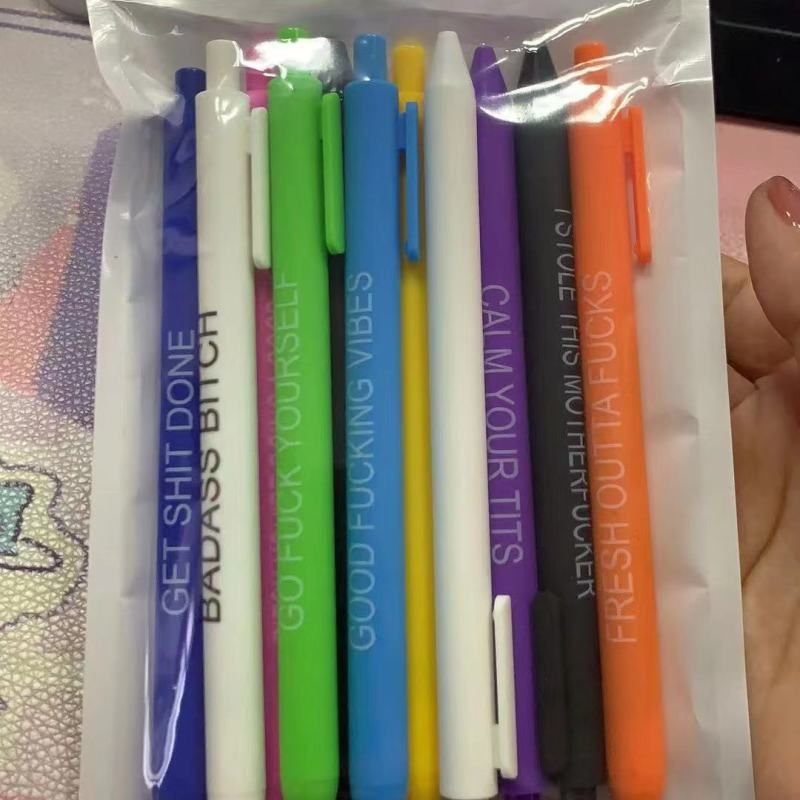 GET SHIT DONE
BADASS BITCH
GO FUCK YOURSELF
GOOD FUCKING VIBES
CALM YOUR TITS
I STOLE THIS MOTHERFUCKER
FRESH OUTTA FUCKS